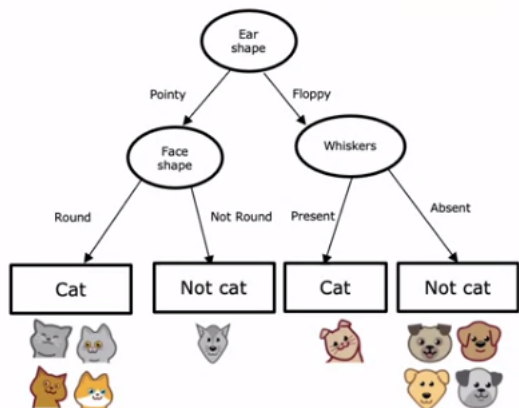 Ear
shape
Pointy
Floppy
Face
shape
Whiskers
Round
Not Round
Present
Absent
Cat
Not cat
Cat
Not cat